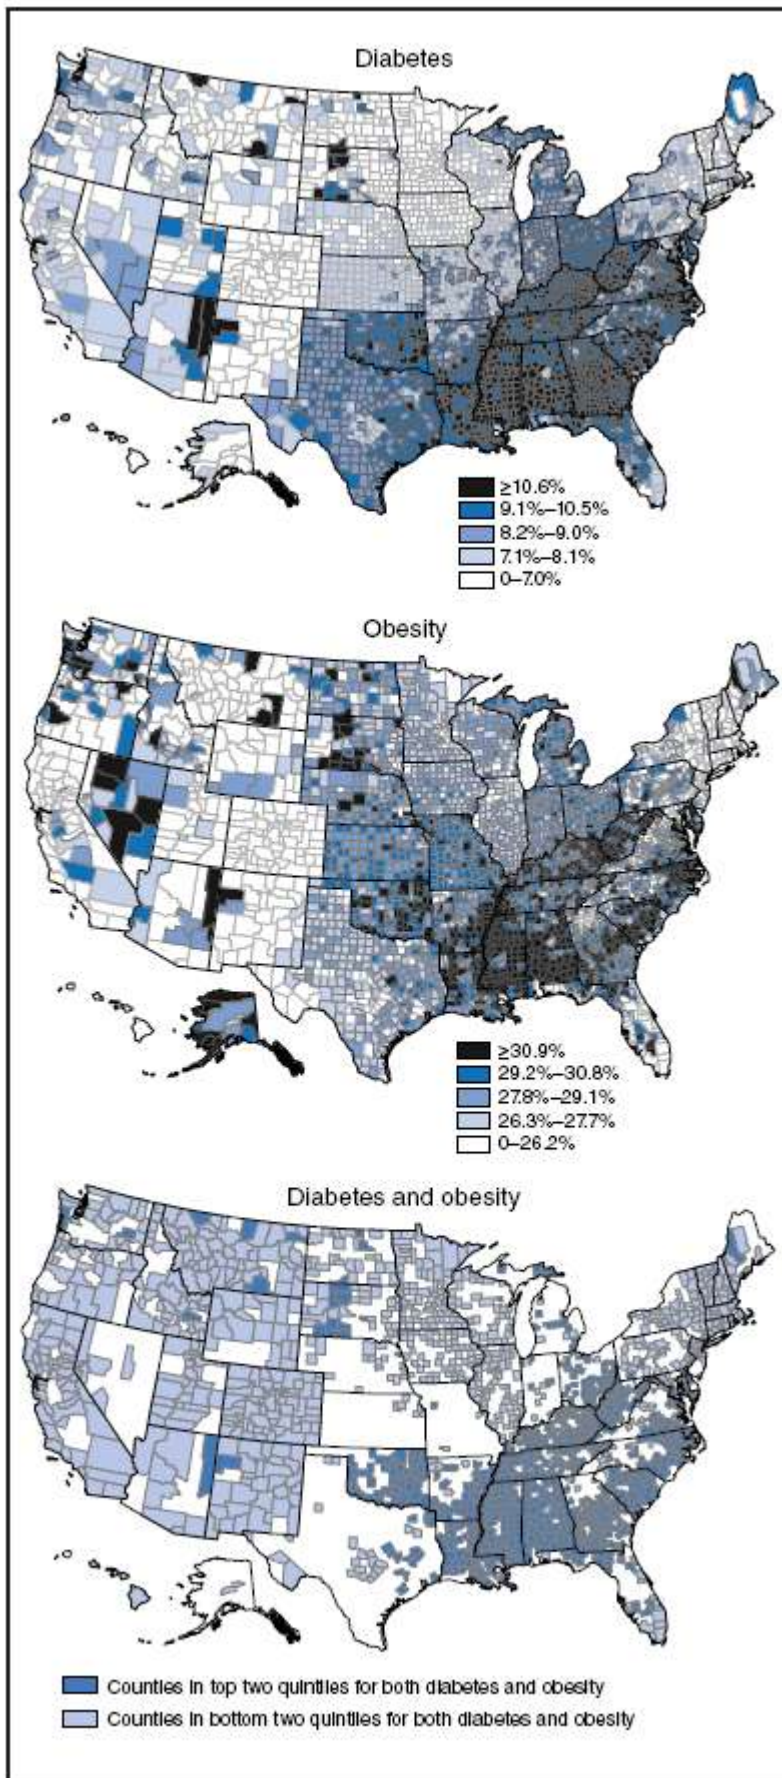 Diabetes
≥10.6%
9.1%–10.5%
8.2%–9.0%
7.1%–8.1%
0–7.0%
Obesity
≥30.9%
29.2%–30.8%
27.8%–29.1%
26.3%–27.7%
0–26.2%
Diabetes and obesity
Counties in top two quintiles for both diabetes and obesity
Counties in bottom two quintiles for both diabetes and obesity